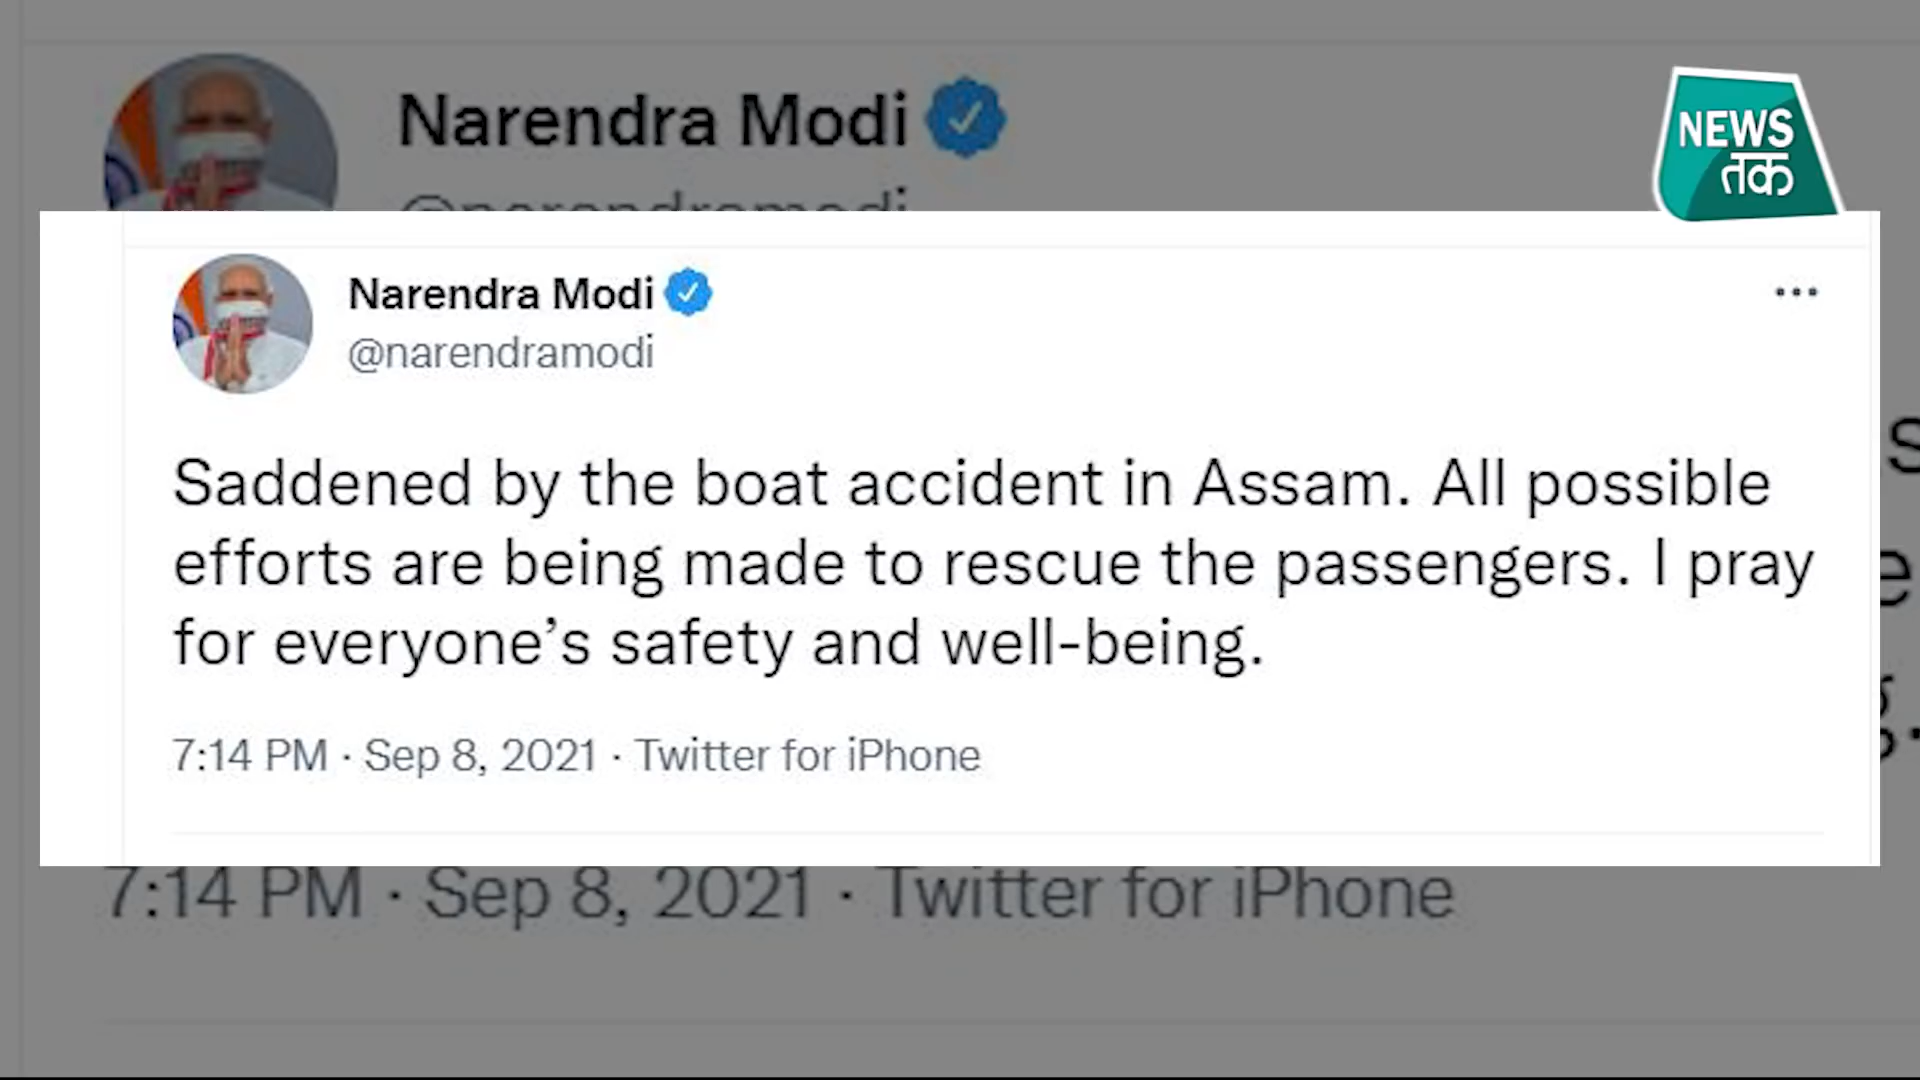 Narendra Modi
@narendramodi
NEWS
तक
Narendra Modi
@narendramodi
Saddened by the boat accident in Assam. All possible
efforts are being made to rescue the passengers. I pray
for everyone’s safety and well-being.
7:14 PM · Sep 8, 2021 · Twitter for iPhone
7:14 PM · Sep 8, 2021 · Twitter for iPhone